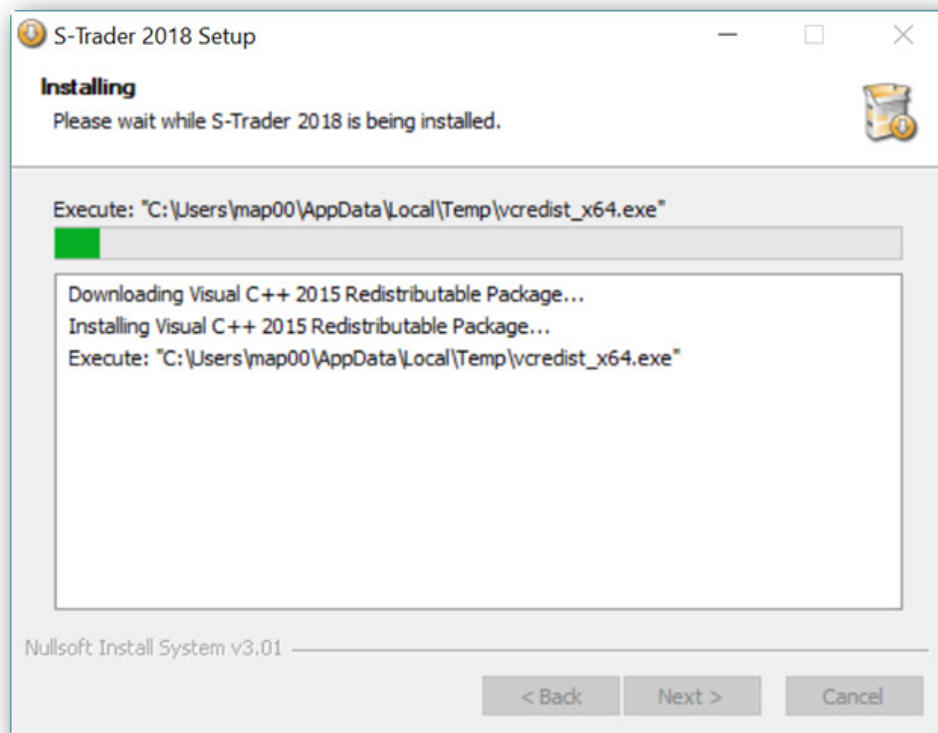 S-Trader 2018 Setup
Installing
Please wait while S-Trader 2018 is being installed.
Execute: "C:\Users\map00\AppData\Local\Temp\vcredist_x64.exe"
Downloading Visual C++ 2015 Redistributable Package...
Installing Visual C++ 2015 Redistributable Package...
Execute: "C:\Users\map00\AppData\Local\Temp\vcredist_x64.exe"
Nullsoft Install System v3.01
< Back Next > Cancel